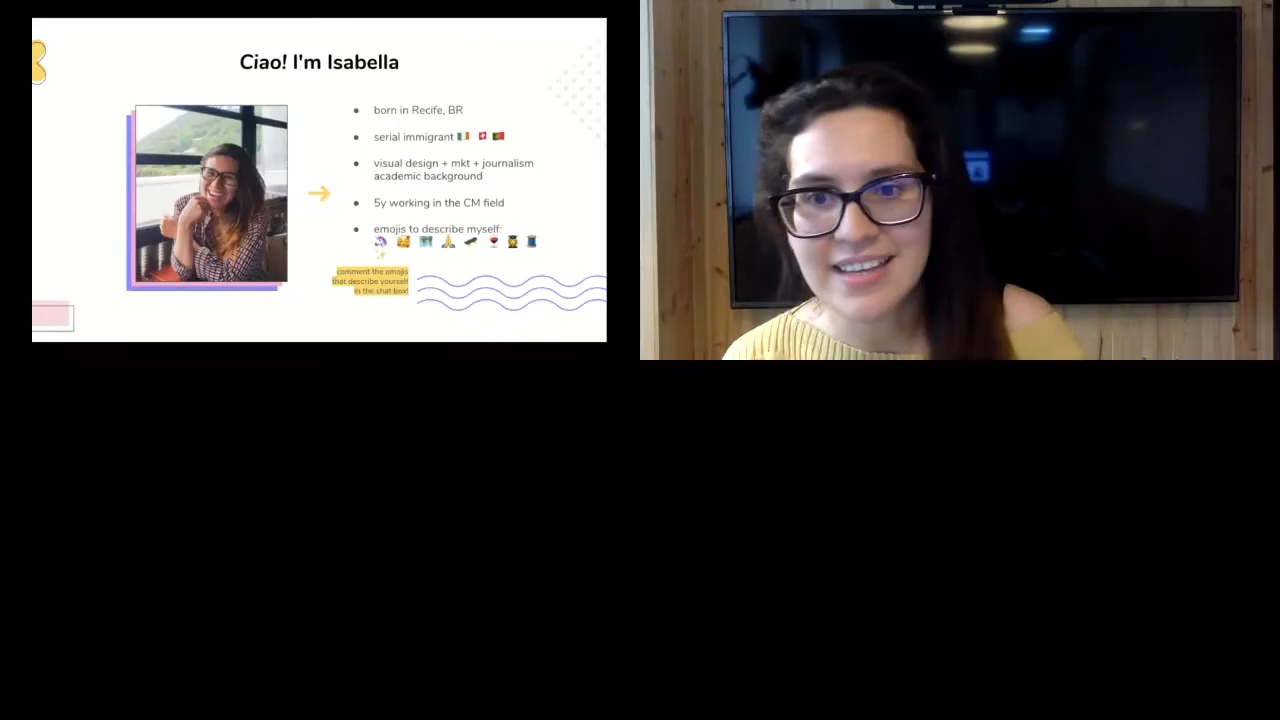 Ciao! I'm Isabella
born in Recife, BR
serial immigrant 🇮🇪 🇨🇭 🇵🇹
visual design + mkt + journalism
academic background
5y working in the CM field
emojis to describe myself:
comment the emojis
that describe yourself
in the chat box!